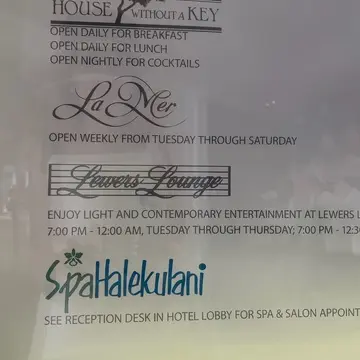 HOUSE WITHOUT A KEY
OPEN DAILY FOR BREAKFAST
OPEN DAILY FOR LUNCH
OPEN NIGHTLY FOR COCKTAILS
La Mer
OPEN WEEKLY FROM TUESDAY THROUGH SATURDAY
Lewers Lounge
ENJOY LIGHT AND CONTEMPORARY ENTERTAINMENT AT LEWERS L
7:00 PM - 12:00 AM, TUESDAY THROUGH THURSDAY; 7:00 PM - 12:3
SpaHalekulani
SEE RECEPTION DESK IN HOTEL LOBBY FOR SPA & SALON APPOINT